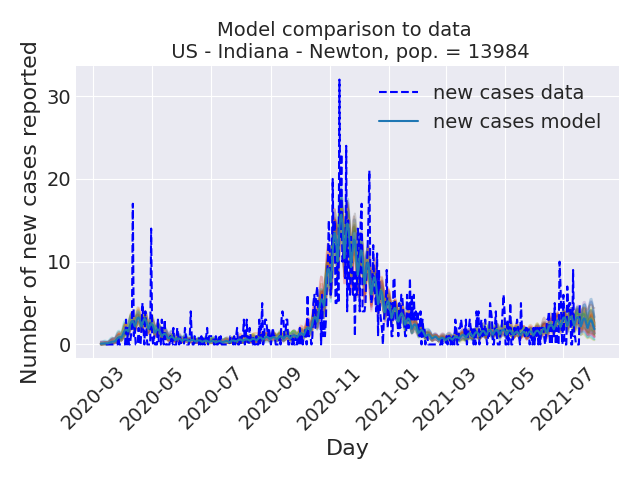 Model comparison to data
US - Indiana - Newton, pop. = 13984
Number of new cases reported
30
20
10
0
new cases data
new cases model
2020-03
2020-05
2020-07
2020-09
2020-11
2021-01
2021-03
2021-05
2021-07
Day